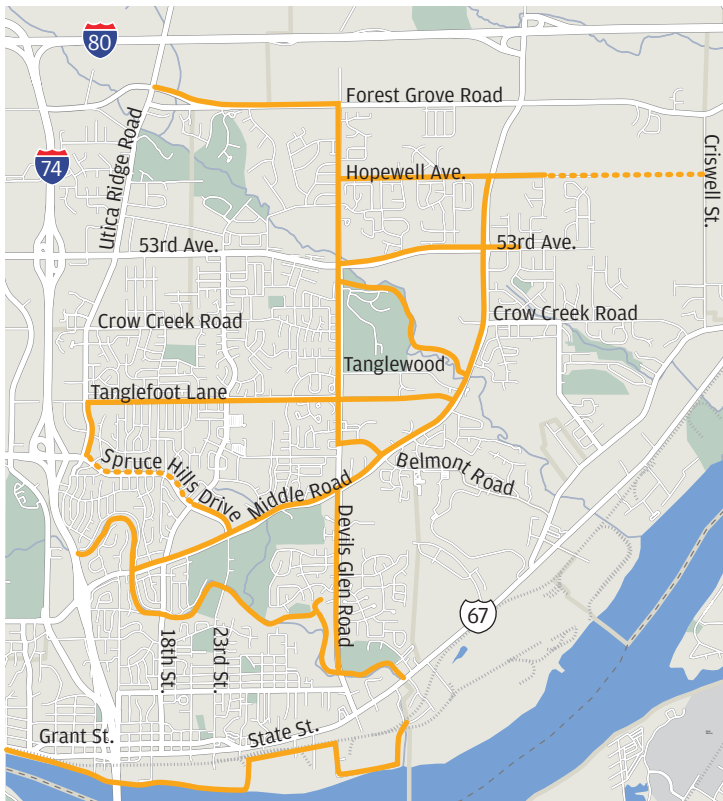 80
Forest Grove Road
Utica Ridge Road
Criswell St.
74
Hopewell Ave.
53rd Ave.
53rd Ave.
Crow Creek Road
Crow Creek Road
Tanglewood
Tanglefoot Lane
Spruce Hills Drive
Middle Road
Belmont Road
Devils Glen Road
67
18th St.
23rd St.
Grant St.
State St.